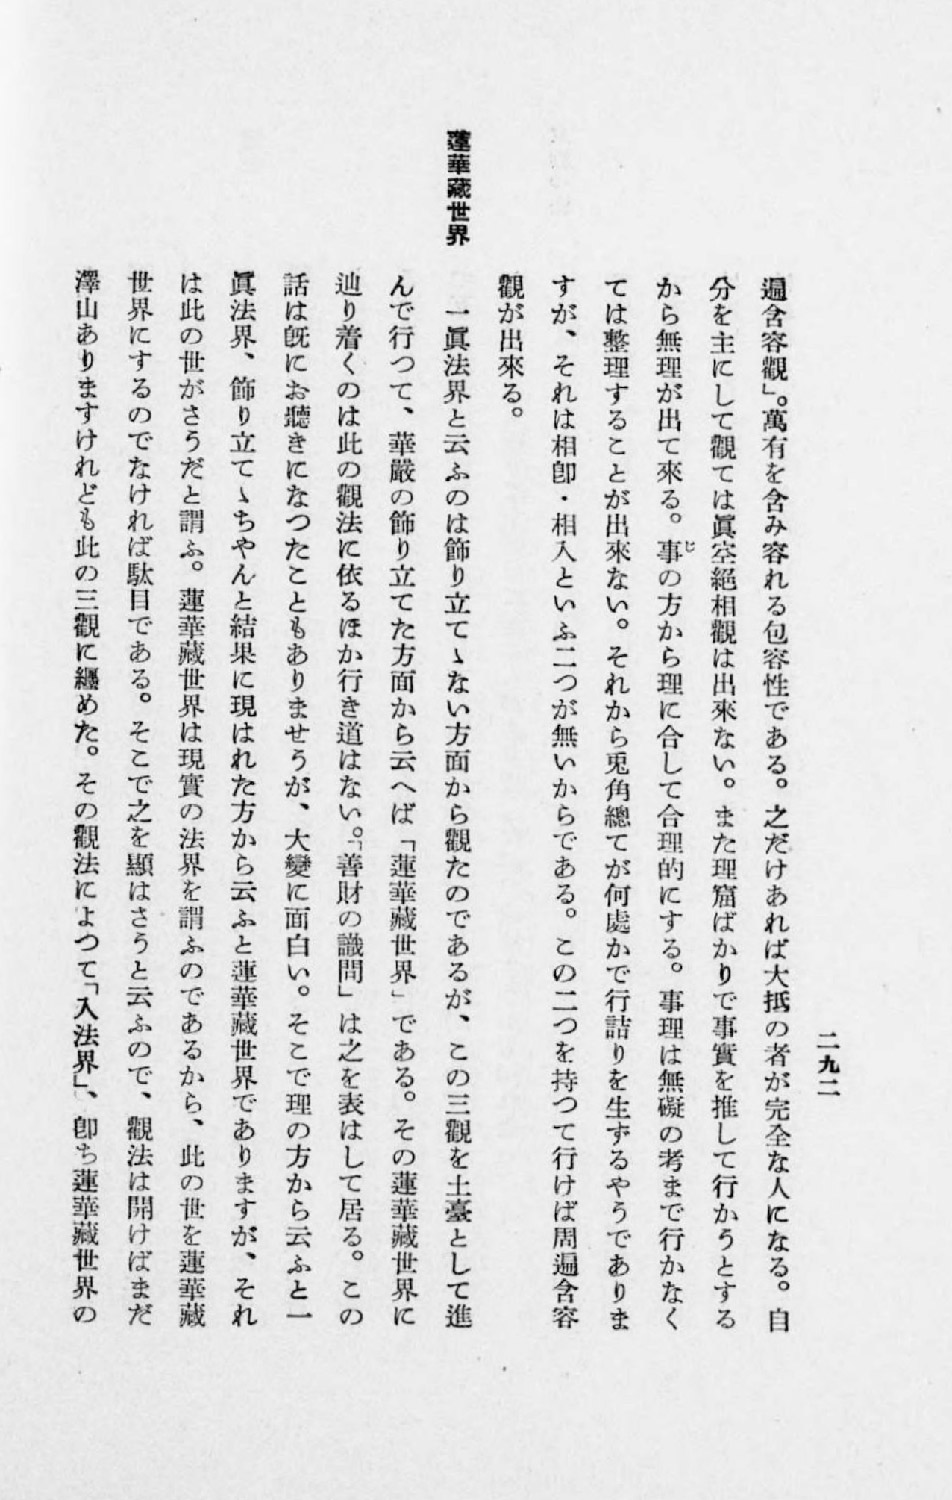 二九二
遍含容觀」。萬有を含み容れる包容性である。之だけあれば大抵の者が完全な人になる。自
分を主にして觀ては眞空絕相觀は出來ない。また理窟ばかりで事實を推して行かうとする
から無理が出て來る。事の方から理に合して合理的にする。事理は無礙の考まで行かなく
じ
ては整理することが出來ない。それから兎角總てが何處かで行詰りを生ずるやうでありま
すが、それは相卽・相入といふ二つが無いからである。この二つを持つて行けば周遍含容
觀が出來る。
蓮華藏世界
一眞法界と云ふのは飾り立てゝない方面から觀たのであるが、この三觀を土臺として進
んで行つて、華嚴の飾り立てた方面から云へば「蓮華藏世界」である。その蓮華藏世界に
辿り着くのは此の觀法に依るほか行き道はない。「善財の識問」は之を表はして居る。この
話は旣にお聽きになつたこともありませうが、大變に面白い。そこで理の方から云ふと一
眞法界、飾り立てゝちやんと結果に現はれた方から云ふと蓮華藏世界でありますが、それ
は此の世がさうだと謂ふ。蓮華藏世界は現實の法界を謂ふのであるから、此の世を蓮華藏
世界にするのでなければ駄目である。そこで之を顯はさうと云ふので、觀法は開けばまだ
澤山ありますけれども此の三觀に纒めた。その觀法によつて「入法界」、卽ち蓮華藏世界の